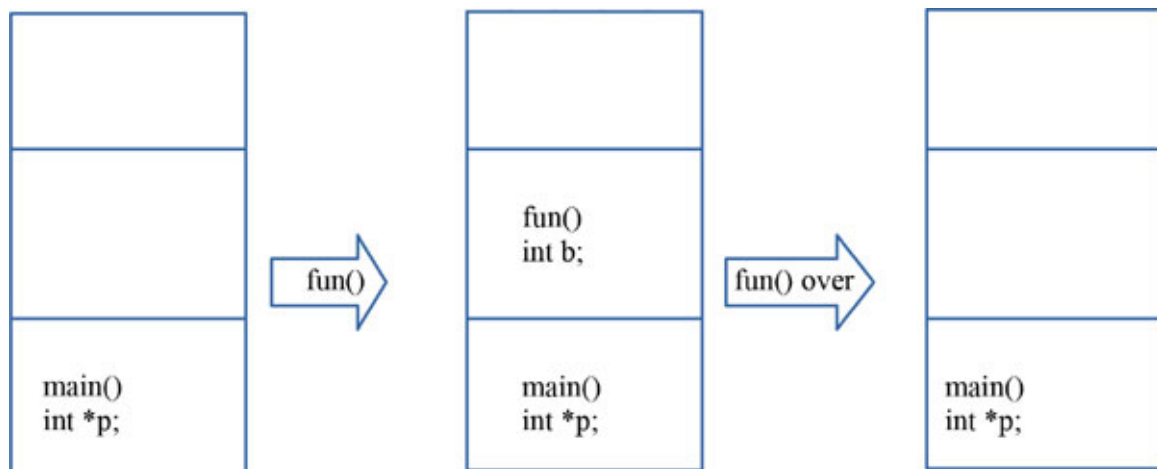 main()
int *p;
fun()
fun()
int b;
main()
int *p;
fun() over
main()
int *p;